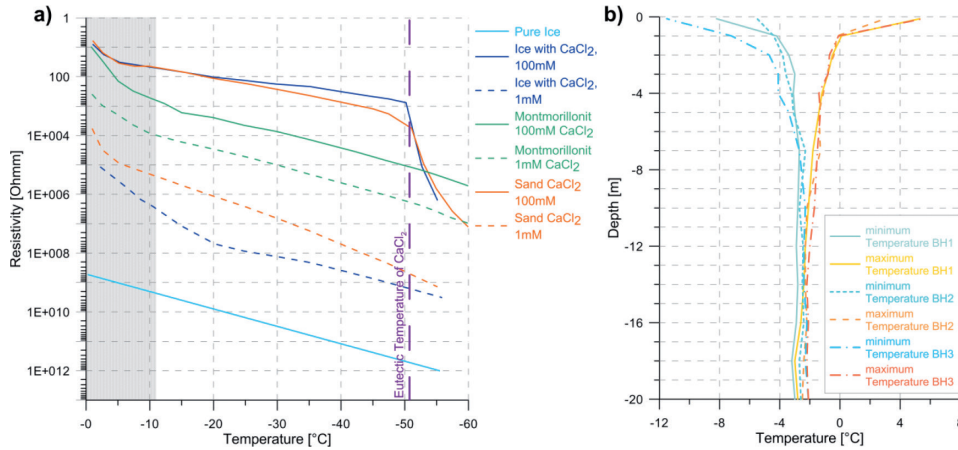 a)
1
100
1E+004
1E+006
1E+008
1E+010
1E+012
Resistivity [Ohmm]
-0
-10
-20
-30
-40
-50
-60
Temperature [°C]
Eutectic Temperature of CaCl2
Pure Ice
Ice with CaCl2,
100mM
Ice with CaCl2,
1mM
Montmorillonit
100mM CaCl2
Montmorillonit
1mM CaCl2
Sand CaCl2
100mM
Sand CaCl2
1mM
b)
0
-4
-8
-12
-16
-20
Depth [m]
-12
-8
-4
0
4
8
Temperature [°C]
minimum
Temperature BH1
maximum
Temperature BH1
minimum
Temperature BH2
maximum
Temperature BH2
minimum
Temperature BH3
maximum
Temperature BH3